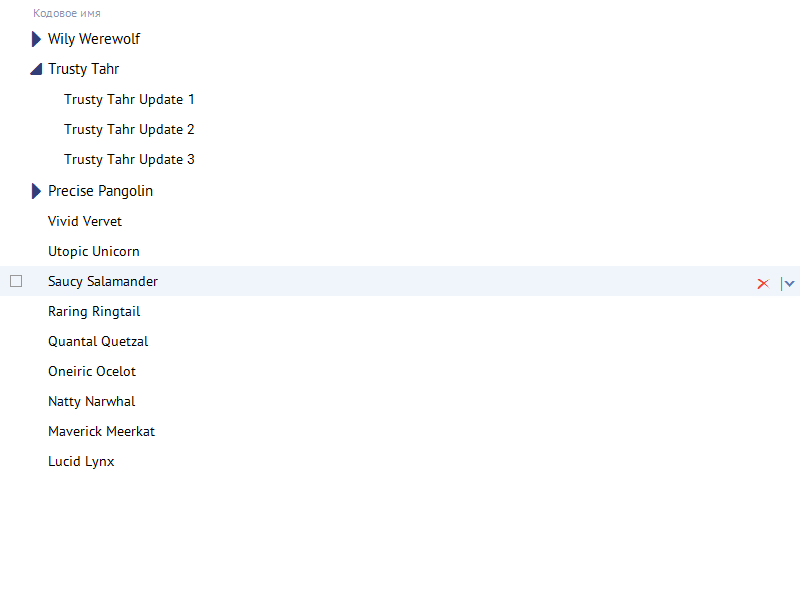 Кодовое имя
Wily Werewolf
Trusty Tahr
Trusty Tahr Update 1
Trusty Tahr Update 2
Trusty Tahr Update 3
Precise Pangolin
Vivid Vervet
Utopic Unicorn
Saucy Salamander
Raring Ringtail
Quantal Quetzal
Oneiric Ocelot
Natty Narwhal
Maverick Meerkat
Lucid Lynx